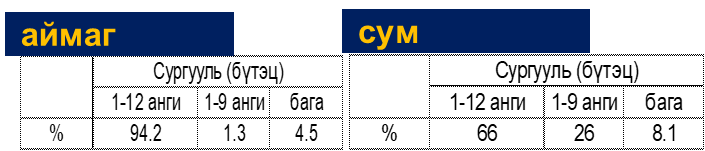 аймаг
Сургууль (бүтэц)
1-12 анги 1-9 анги бага
% 94.2 1.3 4.5
сум
Сургууль (бүтэц)
1-12 анги 1-9 анги бага
% 66 26 8.1